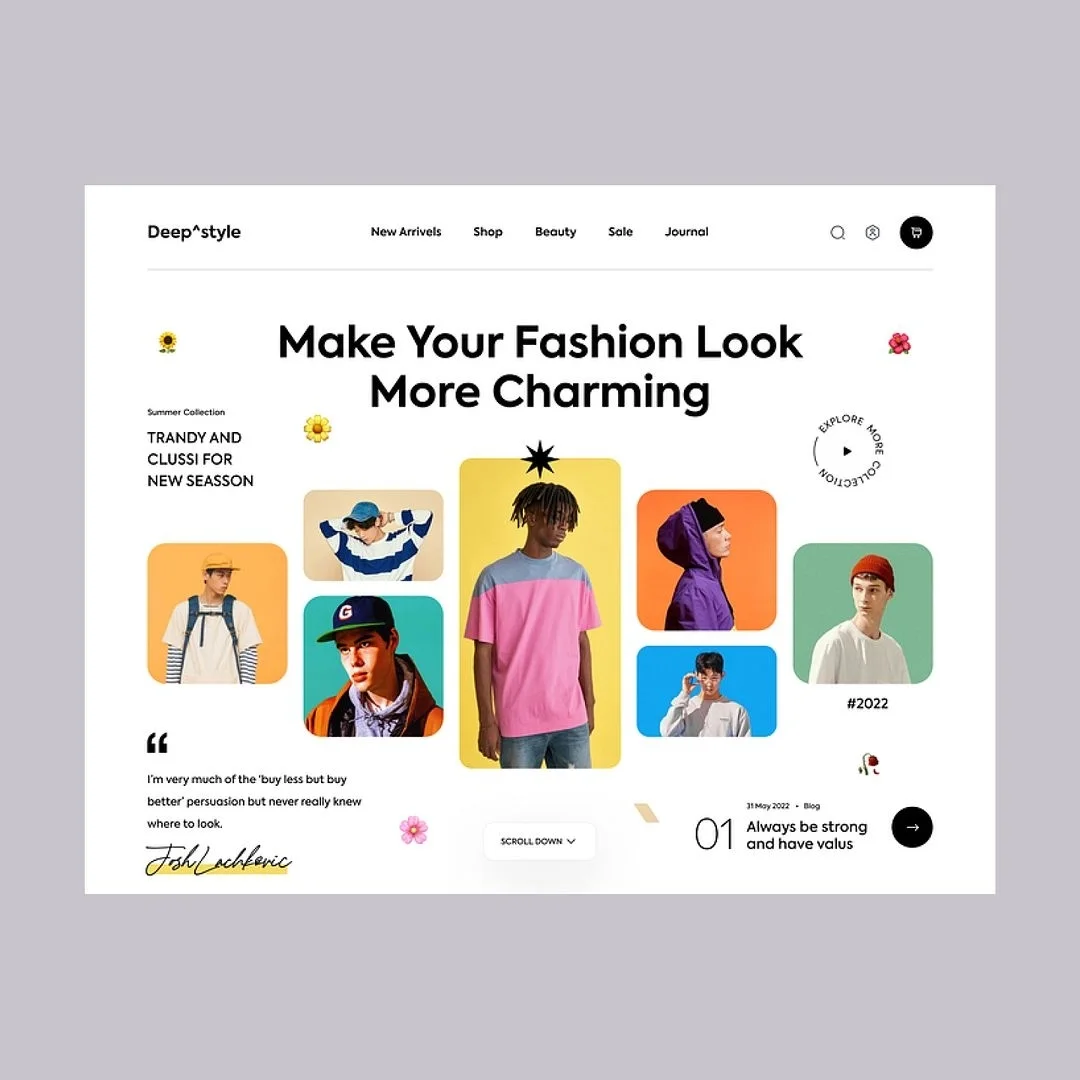 Deep^style
New Arrivels
Shop
Beauty
Sale
Journal
Make Your Fashion Look
More Charming
Summer Collection
TRANDY AND
CLUSSI FOR
NEW SEASSON
EXPLORE MORE COLLECTION
G
#2022
“
I'm very much of the 'buy less but buy
better' persuasion but never really knew
where to look.
Josh Lachkovic
SCROLL DOWN
31 May 2022 • Blog
01
Always be strong
and have valus